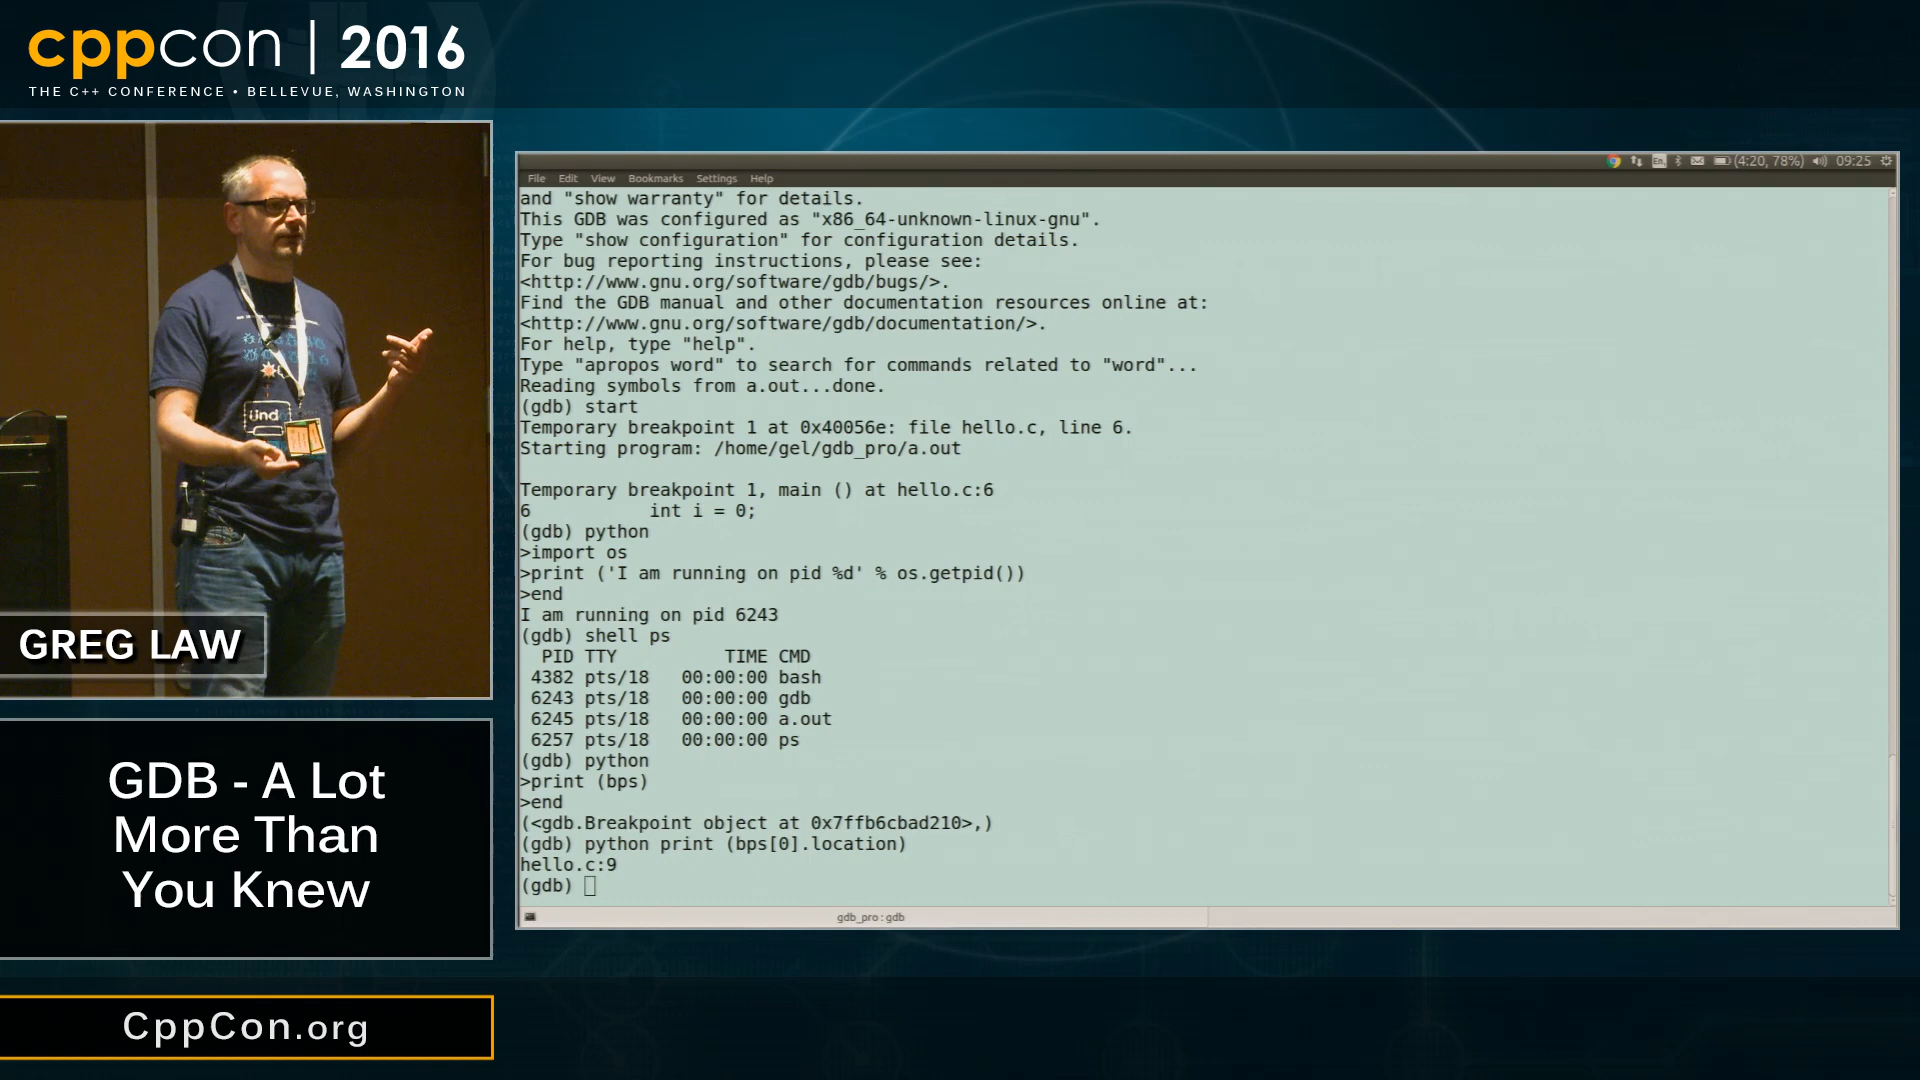 cppcon | 2016
THE C++ CONFERENCE • BELLEVUE, WASHINGTON
Und
GREG LAW
GDB - A Lot
More Than
You Knew
CppCon.org
(4:20, 78%) 09:25
File Edit View Bookmarks Settings Help
and "show warranty" for details.
This GDB was configured as "x86_64-unknown-linux-gnu".
Type "show configuration" for configuration details.
For bug reporting instructions, please see:
<http://www.gnu.org/software/gdb/bugs/>.
Find the GDB manual and other documentation resources online at:
<http://www.gnu.org/software/gdb/documentation/>.
For help, type "help".
Type "apropos word" to search for commands related to "word"...
Reading symbols from a.out...done.
(gdb) start
Temporary breakpoint 1 at 0x40056e: file hello.c, line 6.
Starting program: /home/gel/gdb_pro/a.out
Temporary breakpoint 1, main () at hello.c:6
6           int i = 0;
(gdb) python
>import os
>print ('I am running on pid %d' % os.getpid())
>end
I am running on pid 6243
(gdb) shell ps
  PID TTY          TIME CMD
 4382 pts/18   00:00:00 bash
 6243 pts/18   00:00:00 gdb
 6245 pts/18   00:00:00 a.out
 6257 pts/18   00:00:00 ps
(gdb) python
>print (bps)
>end
(<gdb.Breakpoint object at 0x7ffb6cbad210>,)
(gdb) python print (bps[0].location)
hello.c:9
(gdb)
gdb_pro : gdb